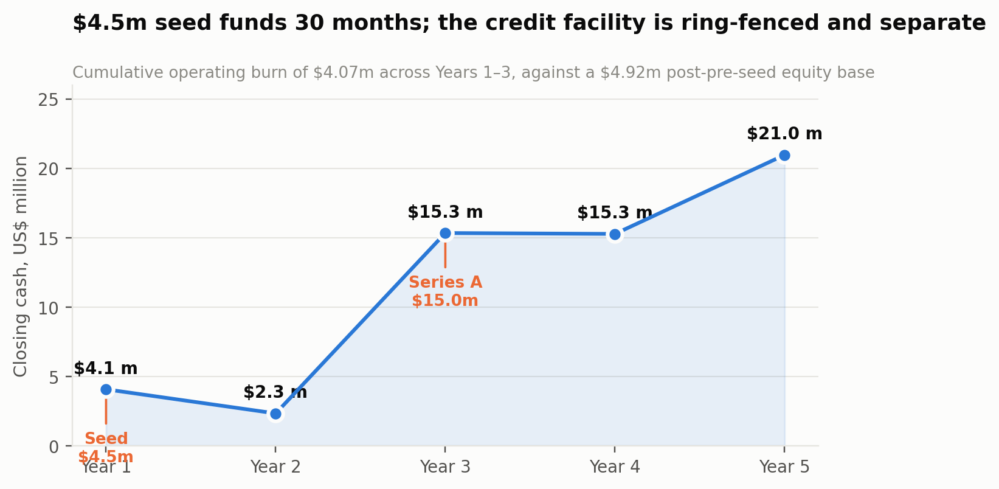 $4.5m seed funds 30 months; the credit facility is ring-fenced and separate
Cumulative operating burn of $4.07m across Years 1–3, against a $4.92m post-pre-seed equity base
Closing cash, US$ million
25
20
15
10
5
0
$4.1 m
$2.3 m
$15.3 m
$15.3 m
$21.0 m
Seed
$4.5m
Series A
$15.0m
Year 1
Year 2
Year 3
Year 4
Year 5